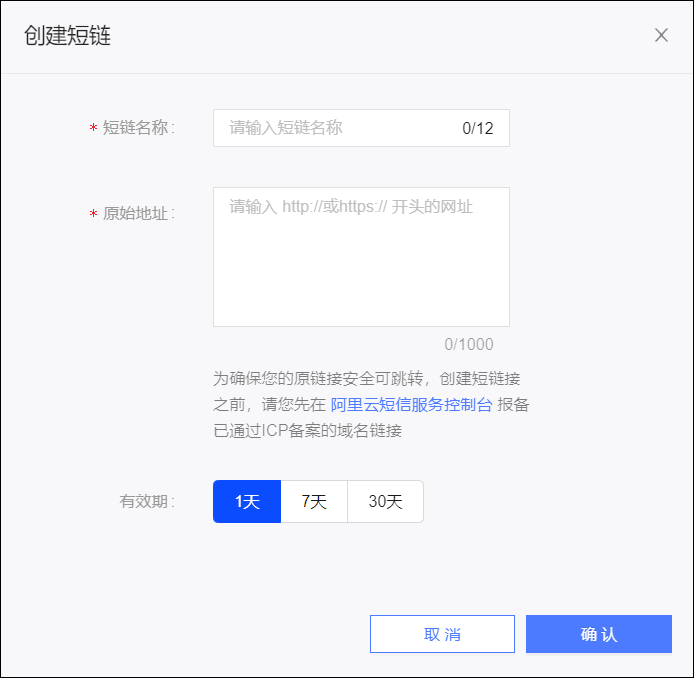 创建短链
* 短链名称 :
请输入短链名称 0/12
* 原始地址 :
请输入 http://或https:// 开头的网址
0/1000
为确保您的原链接安全可跳转，创建短链接
之前，请您先在 阿里云短信服务控制台 报备
已通过ICP备案的域名链接
有效期 :
1天 7天 30天
取 消 确 认